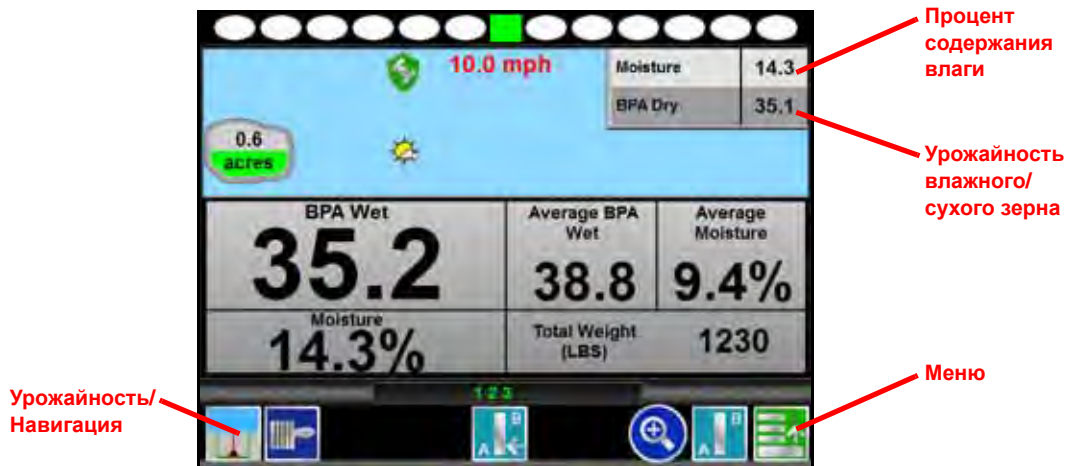 Процент
содержания
влаги
10.0 mph
Moisture 14.3
BPA Dry 35.1
0.6
acres
Урожайность
влажного/
сухого зерна
BPA Wet
35.2
Average BPA
Wet
38.8
Average
Moisture
9.4%
Moisture
14.3%
Total Weight
(LBS)
1230
Меню
1 2 3
Урожайность/
Навигация
A B
A B